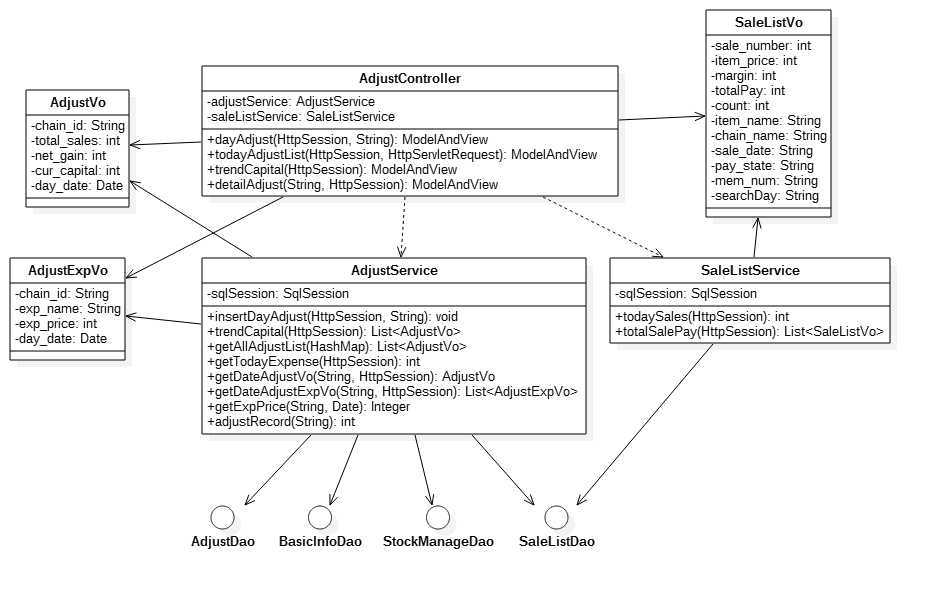 SaleListVo
-sale_number: int
-item_price: int
-margin: int
-totalPay: int
-count: int
-item_name: String
-chain_name: String
-sale_date: String
-pay_state: String
-mem_num: String
-searchDay: String
AdjustController
-adjustService: AdjustService
-saleListService: SaleListService
+dayAdjust(HttpSession, String): ModelAndView
+todayAdjustList(HttpSession, HttpServletRequest): ModelAndView
+trendCapital(HttpSession): ModelAndView
+detailAdjust(String, HttpSession): ModelAndView
AdjustVo
-chain_id: String
-total_sales: int
-net_gain: int
-cur_capital: int
-day_date: Date
AdjustExpVo
-chain_id: String
-exp_name: String
-exp_price: int
-day_date: Date
AdjustService
-sqlSession: SqlSession
+insertDayAdjust(HttpSession, String): void
+trendCapital(HttpSession): List<AdjustVo>
+getAllAdjustList(HashMap): List<AdjustVo>
+getTodayExpense(HttpSession): int
+getDateAdjustVo(String, HttpSession): AdjustVo
+getDateAdjustExpVo(String, HttpSession): List<AdjustExpVo>
+getExpPrice(String, Date): Integer
+adjustRecord(String): int
SaleListService
-sqlSession: SqlSession
+todaySales(HttpSession): int
+totalSalePay(HttpSession): List<SaleListVo>
AdjustDao
BasicInfoDao
StockManageDao
SaleListDao